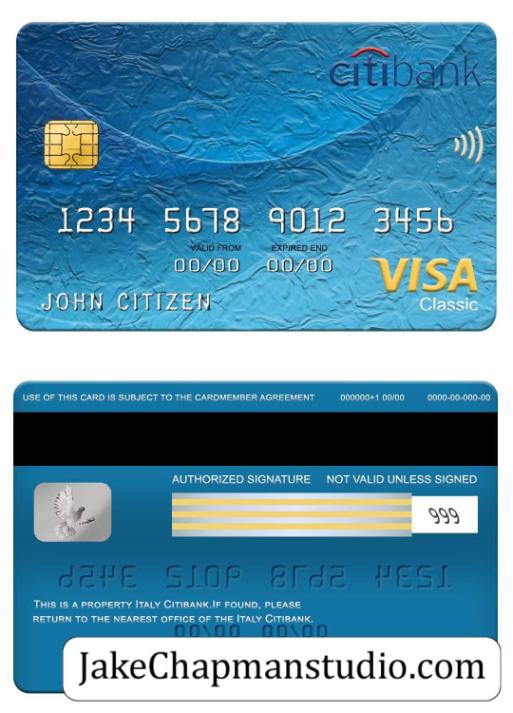 citibank
1234 5678 9012 3456
VALID FROM EXPIRED END
00/00 00/00
VISA
JOHN CITIZEN
Classic
USE OF THIS CARD IS SUBJECT TO THE CARDMEMBER AGREEMENT 000000+1 00/00 0000-00-000-00
AUTHORIZED SIGNATURE NOT VALID UNLESS SIGNED
999
THIS IS A PROPERTY ITALY CITIBANK.IF FOUND, PLEASE
RETURN TO THE NEAREST OFFICE OF THE ITALY CITIBANK.
JakeChapmanstudio.com